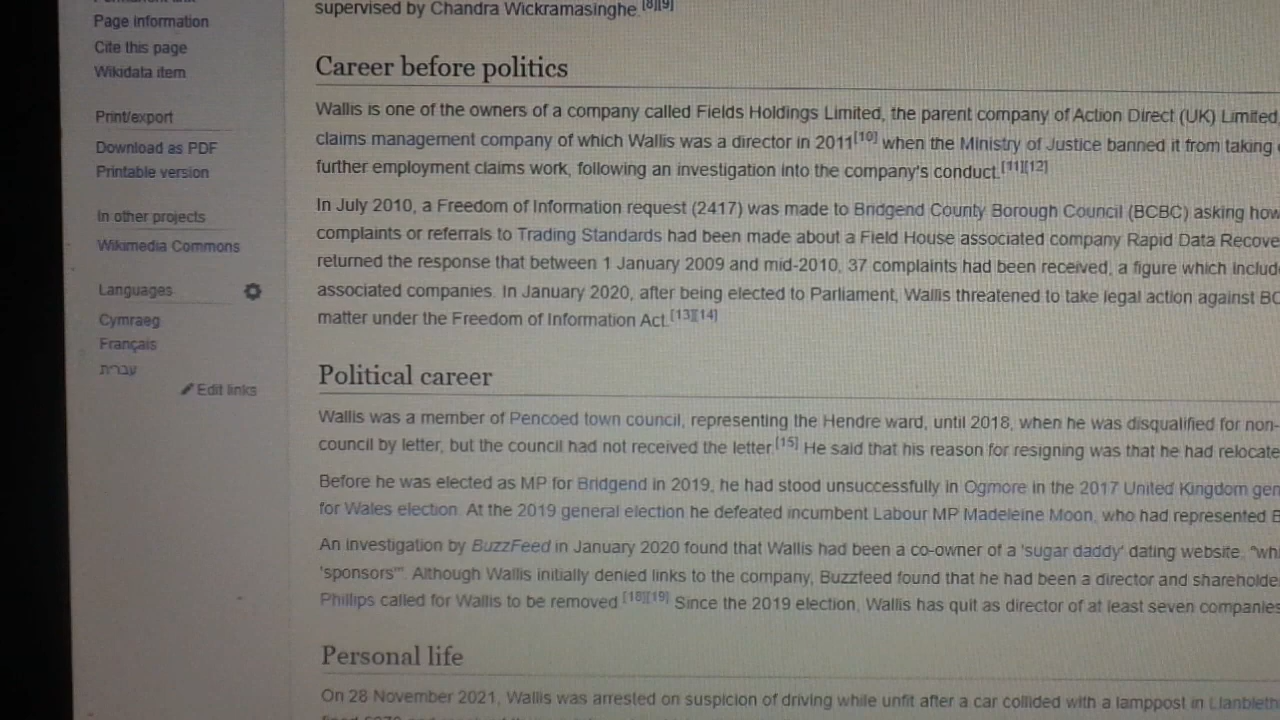 Page information
Cite this page
Wikidata item
Print/export
Download as PDF
Printable version
In other projects
Wikimedia Commons
Languages
Cymraeg
Français
עברית
Edit links
supervised by Chandra Wickramasinghe.[8][9]
Career before politics
Wallis is one of the owners of a company called Fields Holdings Limited, the parent company of Action Direct (UK) Limited,
claims management company of which Wallis was a director in 2011[10] when the Ministry of Justice banned it from taking
further employment claims work, following an investigation into the company's conduct.[11][12]
In July 2010, a Freedom of Information request (2417) was made to Bridgend County Borough Council (BCBC) asking how
complaints or referrals to Trading Standards had been made about a Field House associated company Rapid Data Recove
returned the response that between 1 January 2009 and mid-2010, 37 complaints had been received, a figure which include
associated companies. In January 2020, after being elected to Parliament, Wallis threatened to take legal action against BC
matter under the Freedom of Information Act.[13][14]
Political career
Wallis was a member of Pencoed town council, representing the Hendre ward, until 2018, when he was disqualified for non-
council by letter, but the council had not received the letter.[15] He said that his reason for resigning was that he had relocate
Before he was elected as MP for Bridgend in 2019, he had stood unsuccessfully in Ogmore in the 2017 United Kingdom gen
for Wales election. At the 2019 general election he defeated incumbent Labour MP Madeleine Moon, who had represented B
An investigation by BuzzFeed in January 2020 found that Wallis had been a co-owner of a 'sugar daddy' dating website, "whi
'sponsors'". Although Wallis initially denied links to the company, Buzzfeed found that he had been a director and shareholde
Phillips called for Wallis to be removed.[18][19] Since the 2019 election, Wallis has quit as director of at least seven companies
Personal life
On 28 November 2021, Wallis was arrested on suspicion of driving while unfit after a car collided with a lamppost in Llanbleth